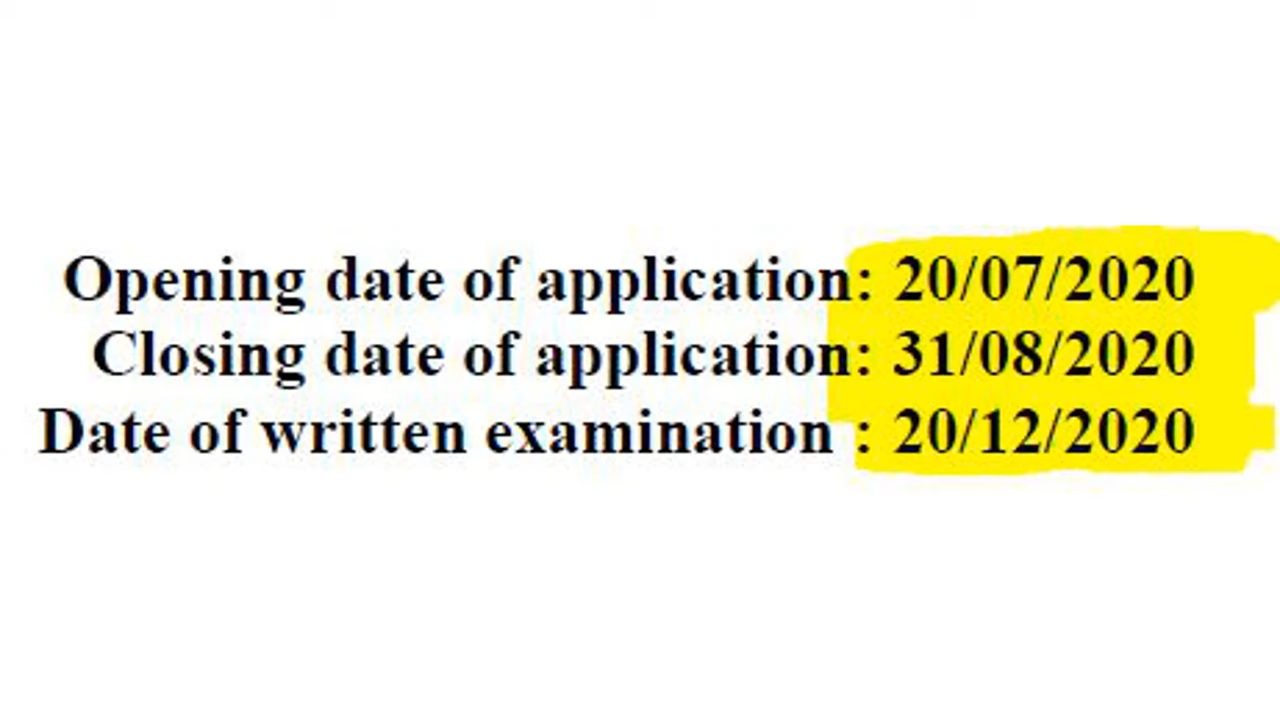 Opening date of application: 20/07/2020
Closing date of application: 31/08/2020
Date of written examination : 20/12/2020